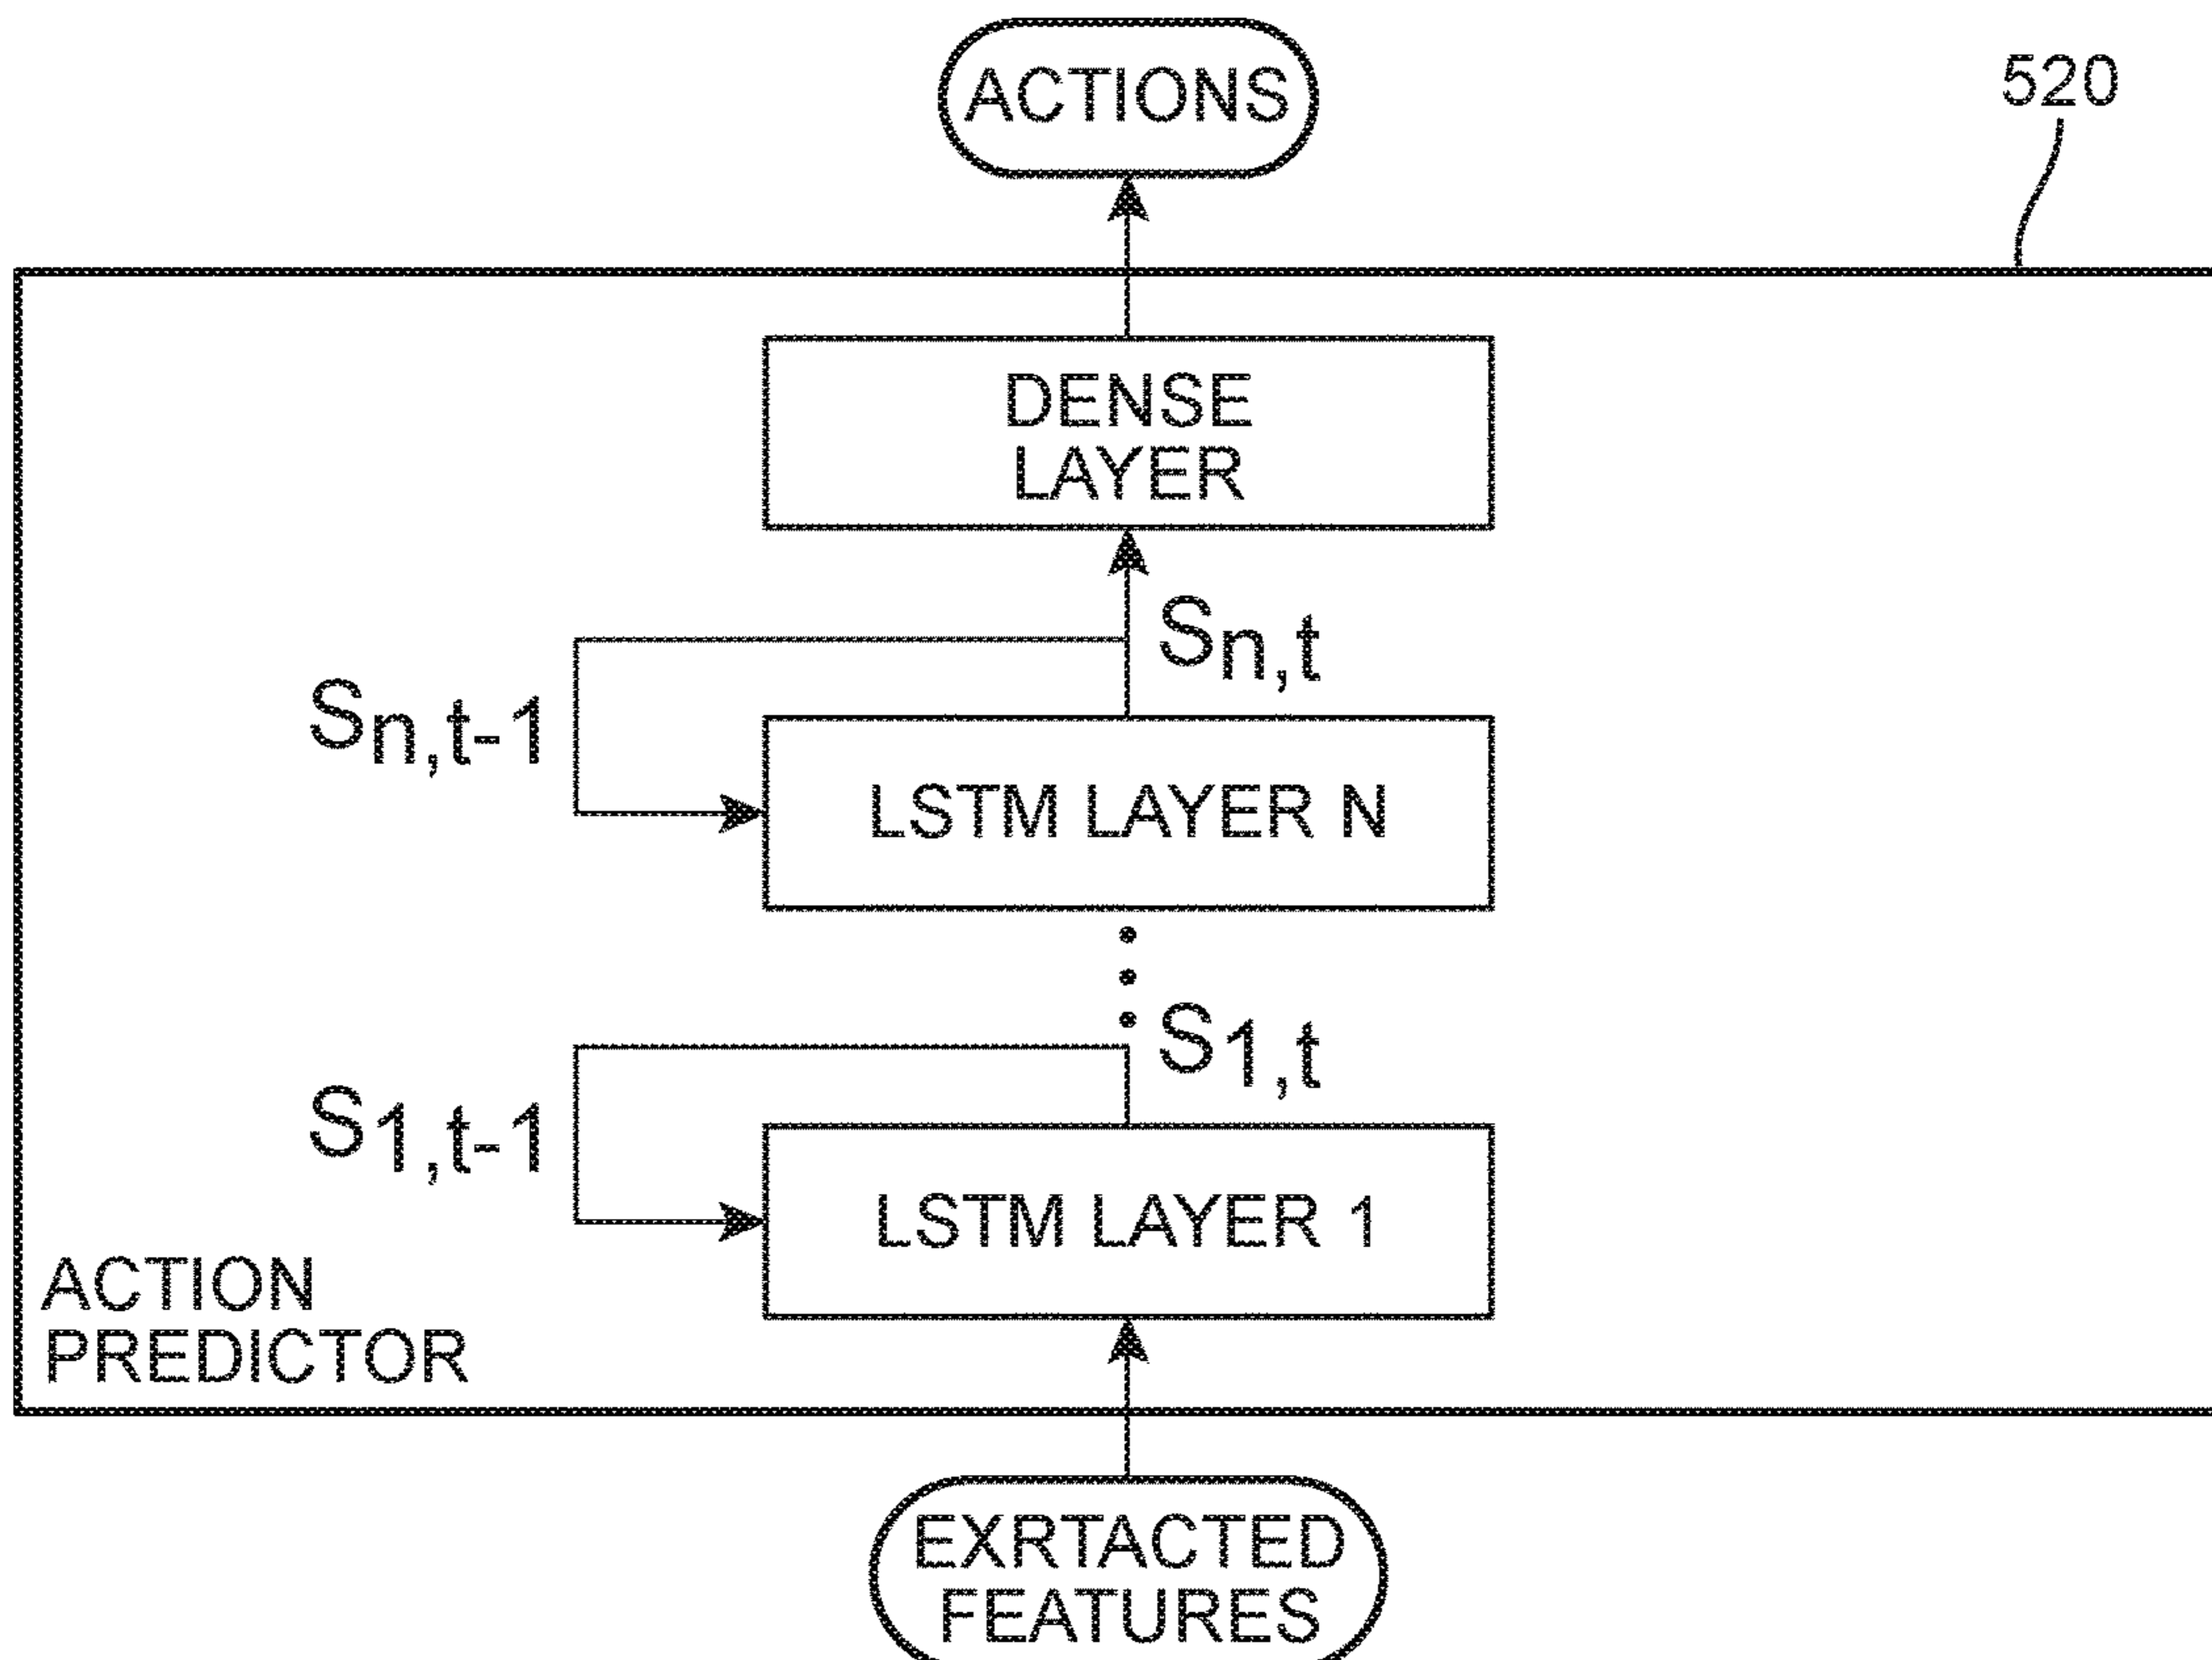 ACTIONS
520
DENSE
LAYER
Sn,t
Sn,t-1
LSTM LAYER N
S1,t
S1,t-1
LSTM LAYER 1
ACTION
PREDICTOR
EXRTACTED
FEATURES